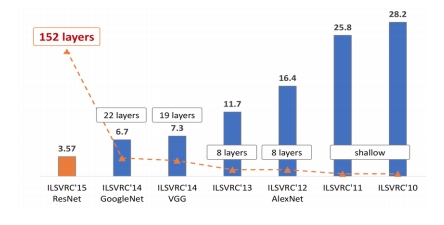 28.2
25.8
152 layers
16.4
22 layers
19 layers
11.7
6.7
7.3
3.57
8 layers
8 layers
shallow
ILSVRC'15
ILSVRC'14
ILSVRC'14
ILSVRC'13
ILSVRC'12
ILSVRC'11
ILSVRC'10
ResNet
GoogleNet
VGG
AlexNet